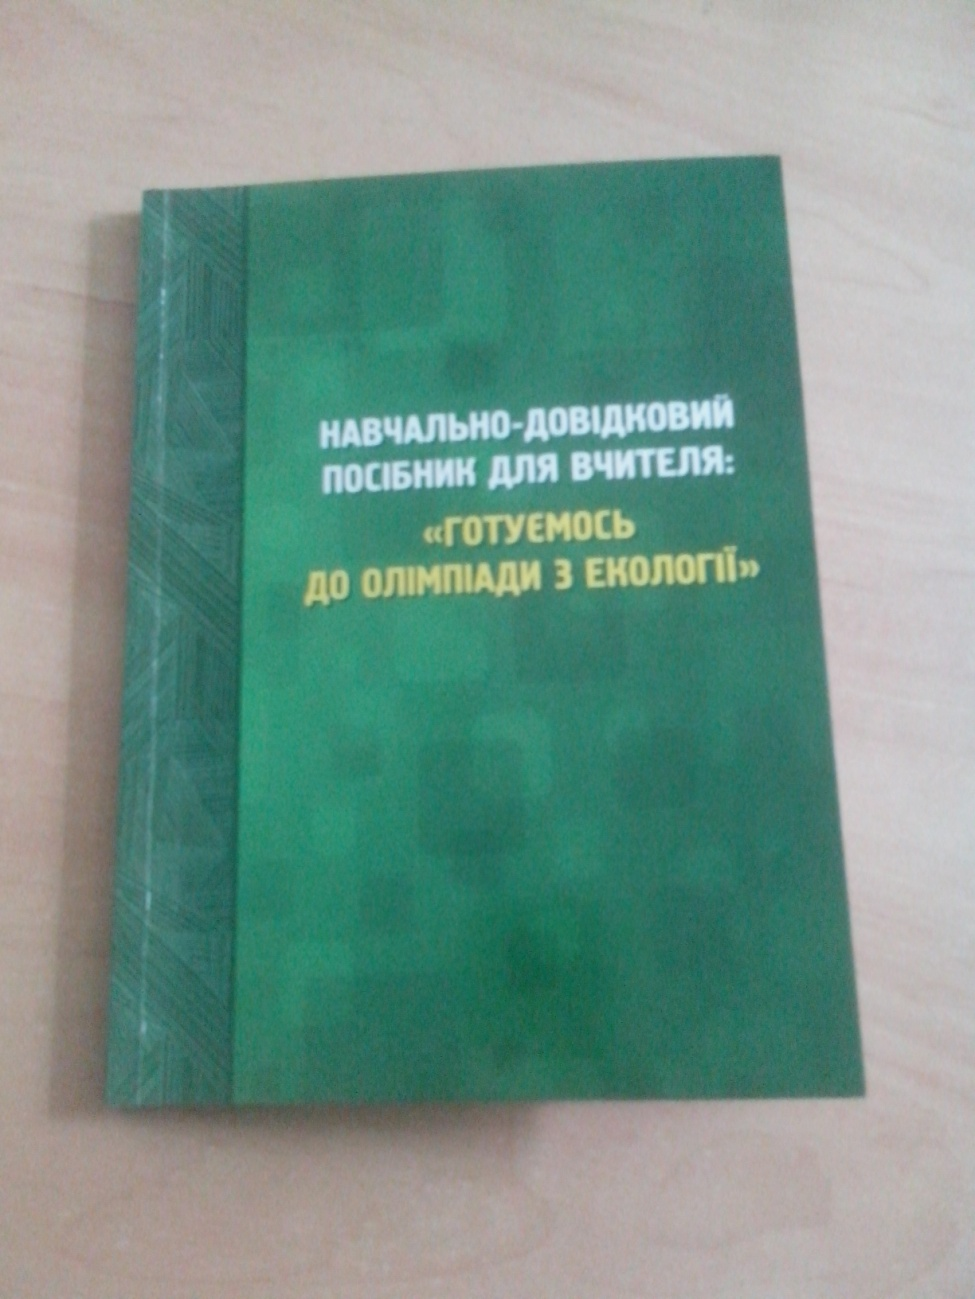 НАВЧАЛЬНО-ДОВІДКОВИЙ
ПОСІБНИК ДЛЯ ВЧИТЕЛЯ:
«ГОТУЄМОСЬ
ДО ОЛІМПІАДИ З ЕКОЛОГІЇ»